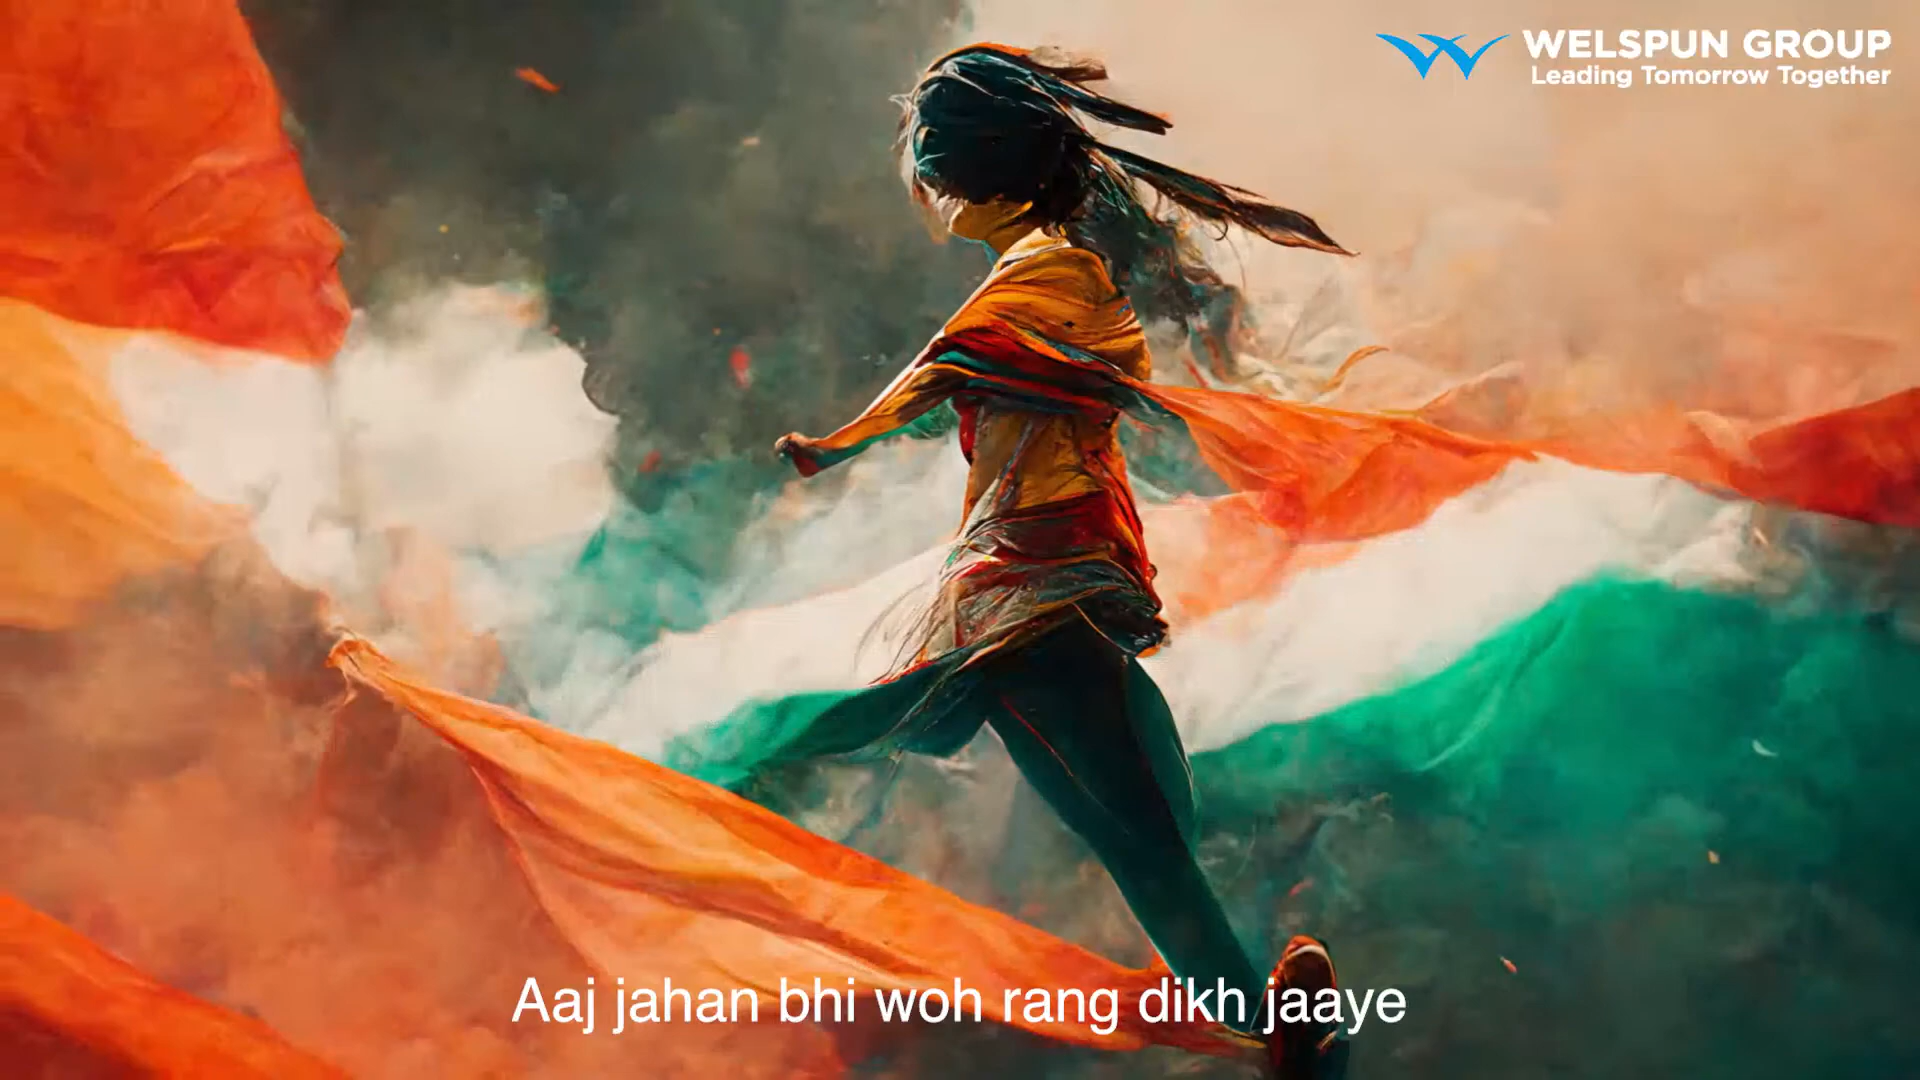 WELSPUN GROUP
Leading Tomorrow Together
Aaj jahan bhi woh rang dikh jaaye